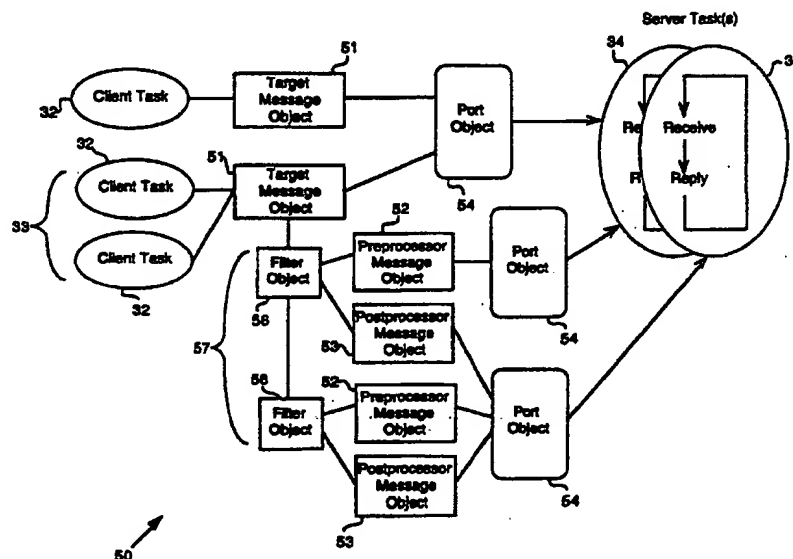 Server Task(s)
51
34
3
Client Task
32
Target
Message
Object
Port
Object
54
Re
Receive
R
Reply
32
51
33
Client Task
Target
Message
Object
Client Task
32
52
Filter
Object
56
Preprocessor
Message
Object
Port
Object
54
57
53
Postprocessor
Message
Object
56
52
Filter
Object
Preprocessor
Message
Object
Port
Object
54
Postprocessor
Message
Object
53
50